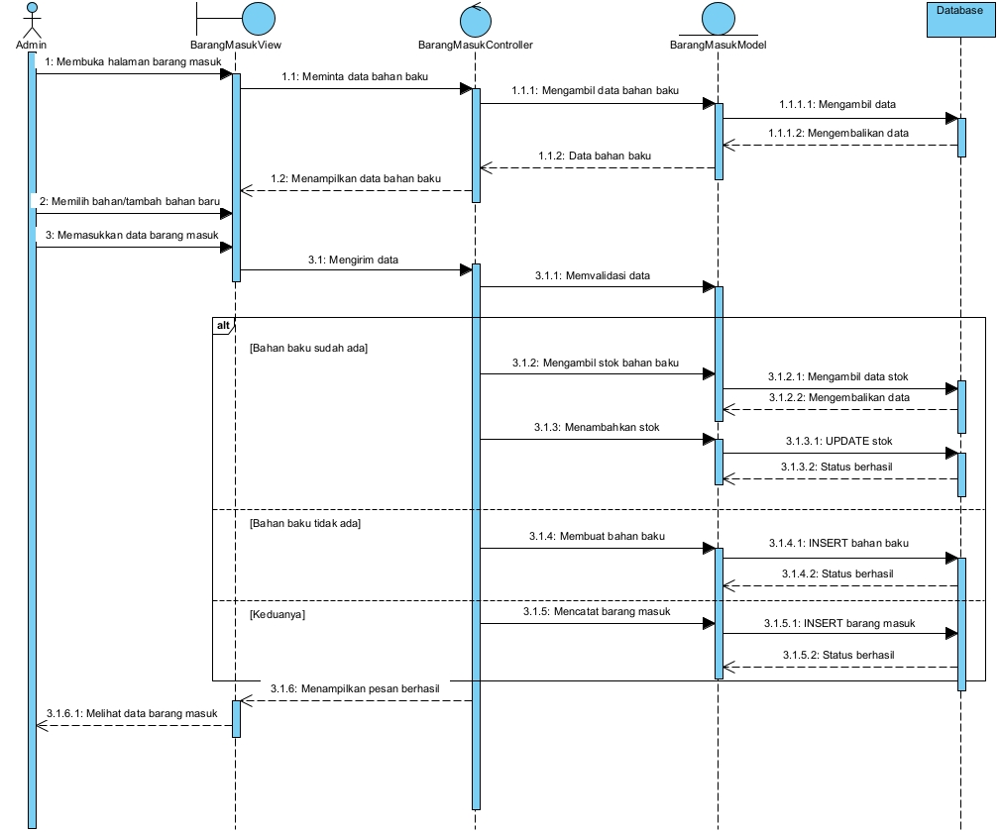 Admin
BarangMasukView
BarangMasukController
BarangMasukModel
Database
1: Membuka halaman barang masuk
1.1: Meminta data bahan baku
1.1.1: Mengambil data bahan baku
1.1.1.1: Mengambil data
1.1.1.2: Mengembalikan data
1.1.2: Data bahan baku
1.2: Menampilkan data bahan baku
2: Memilih bahan/tambah bahan baru
3: Memasukkan data barang masuk
3.1: Mengirim data
3.1.1: Memvalidasi data
alt
[Bahan baku sudah ada]
3.1.2: Mengambil stok bahan baku
3.1.2.1: Mengambil data stok
3.1.2.2: Mengembalikan data
3.1.3: Menambahkan stok
3.1.3.1: UPDATE stok
3.1.3.2: Status berhasil
[Bahan baku tidak ada]
3.1.4: Membuat bahan baku
3.1.4.1: INSERT bahan baku
3.1.4.2: Status berhasil
[Keduanya]
3.1.5: Mencatat barang masuk
3.1.5.1: INSERT barang masuk
3.1.5.2: Status berhasil
3.1.6: Menampilkan pesan berhasil
3.1.6.1: Melihat data barang masuk